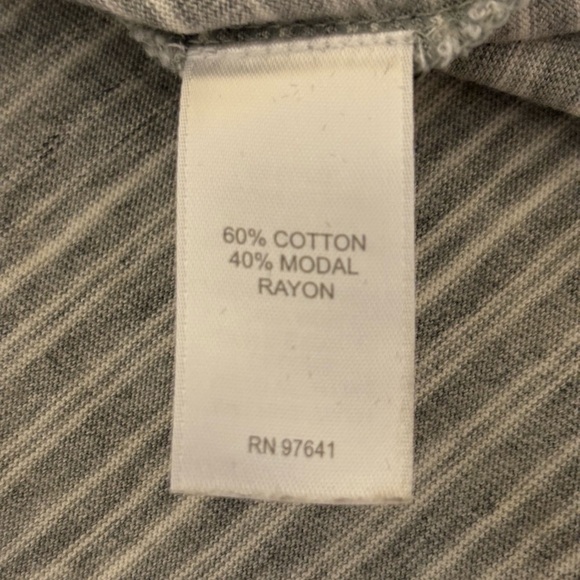 60% COTTON
40% MODAL
RAYON
RN 97641